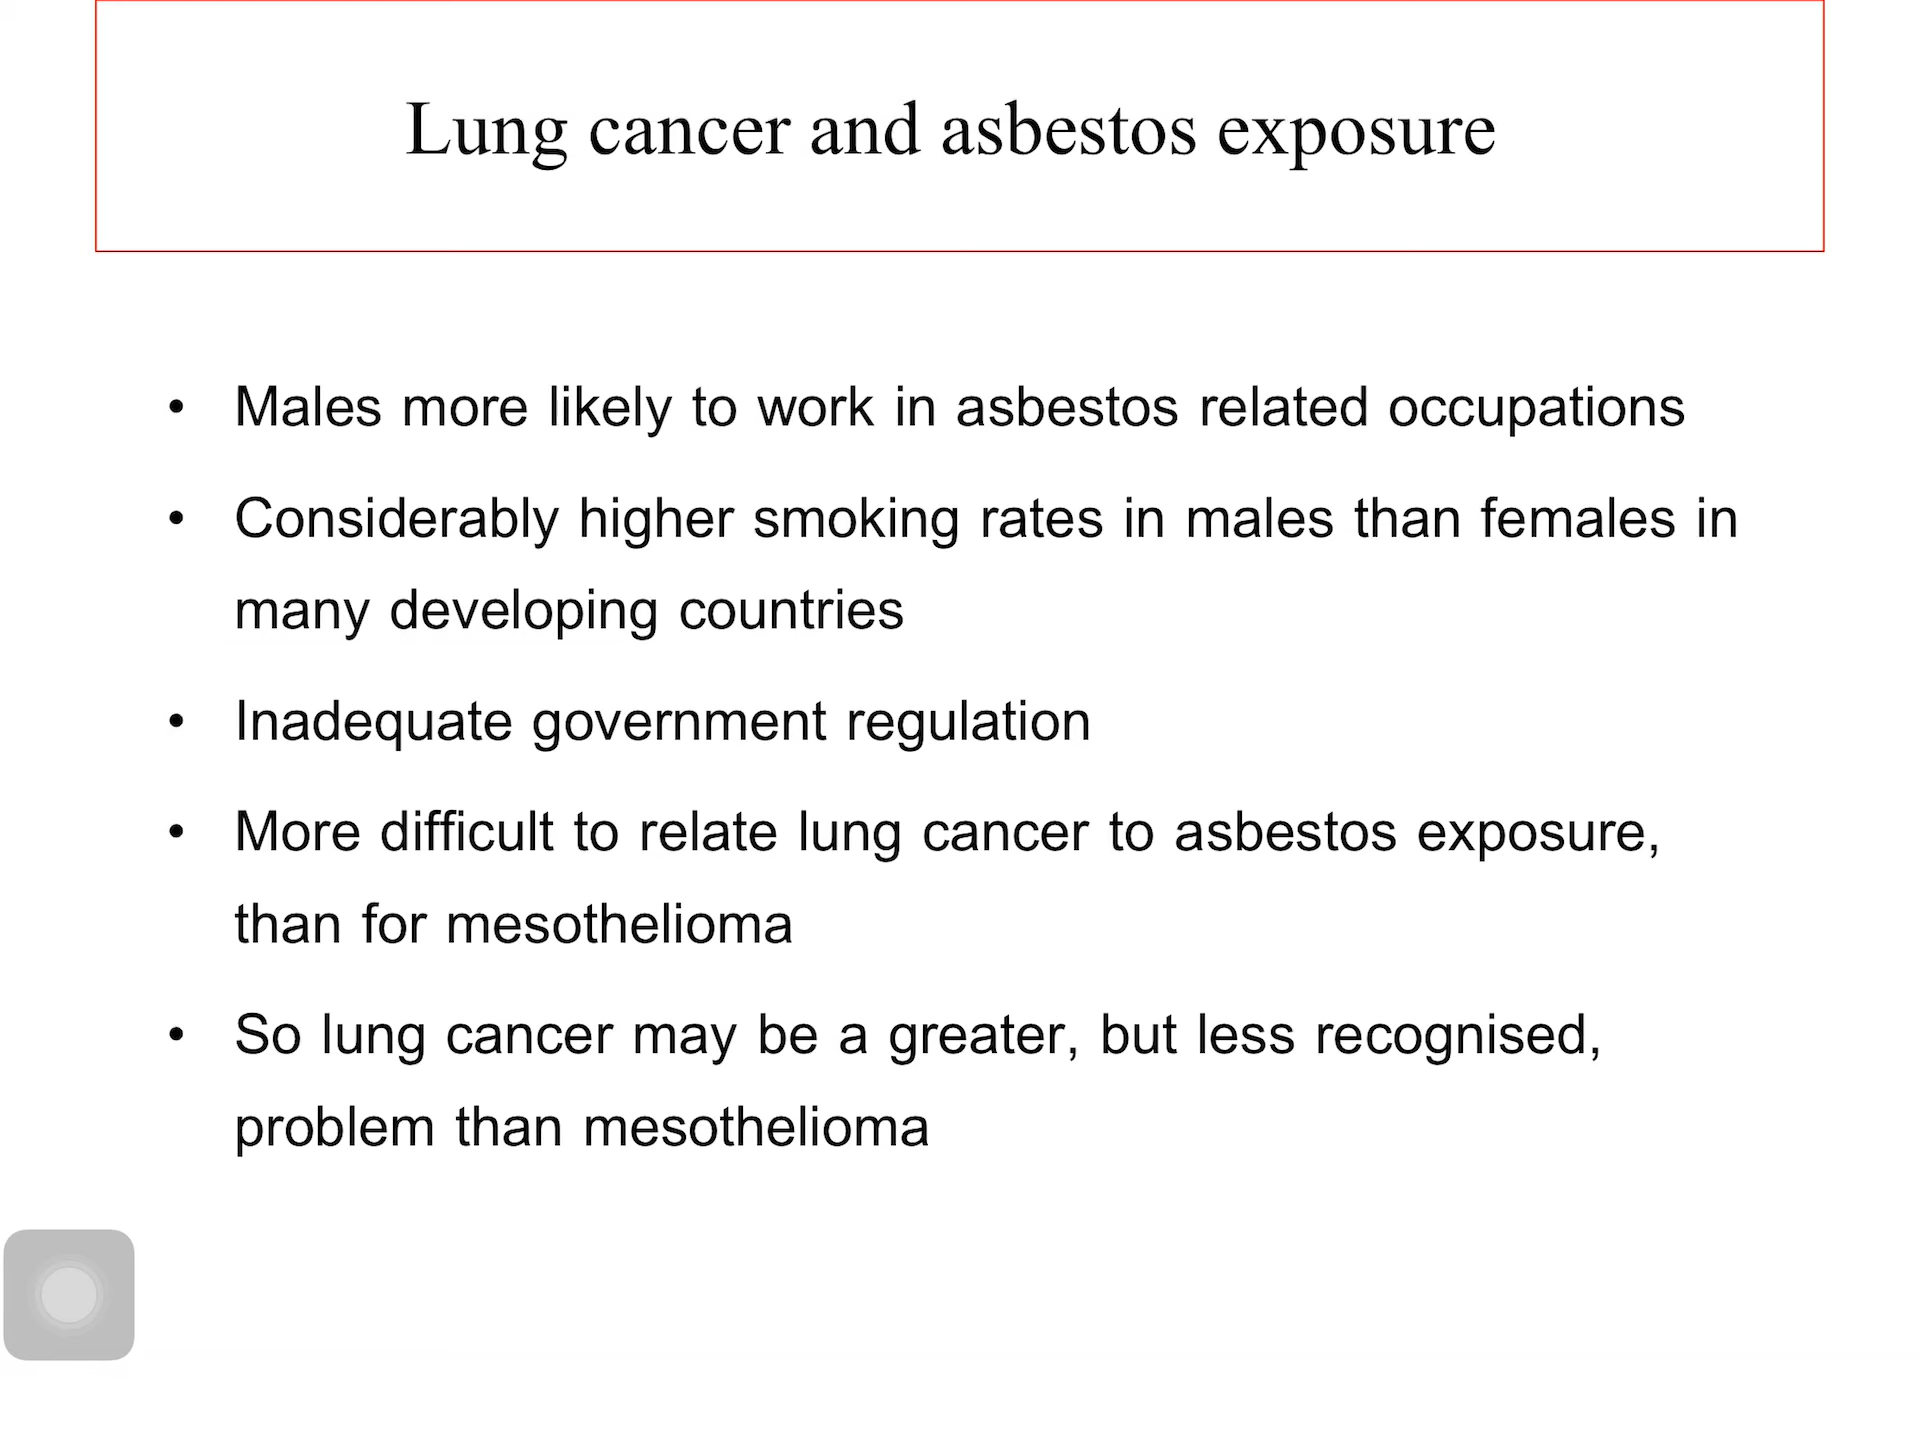 Lung cancer and asbestos exposure
• Males more likely to work in asbestos related occupations
• Considerably higher smoking rates in males than females in
many developing countries
• Inadequate government regulation
• More difficult to relate lung cancer to asbestos exposure,
than for mesothelioma
• So lung cancer may be a greater, but less recognised,
problem than mesothelioma